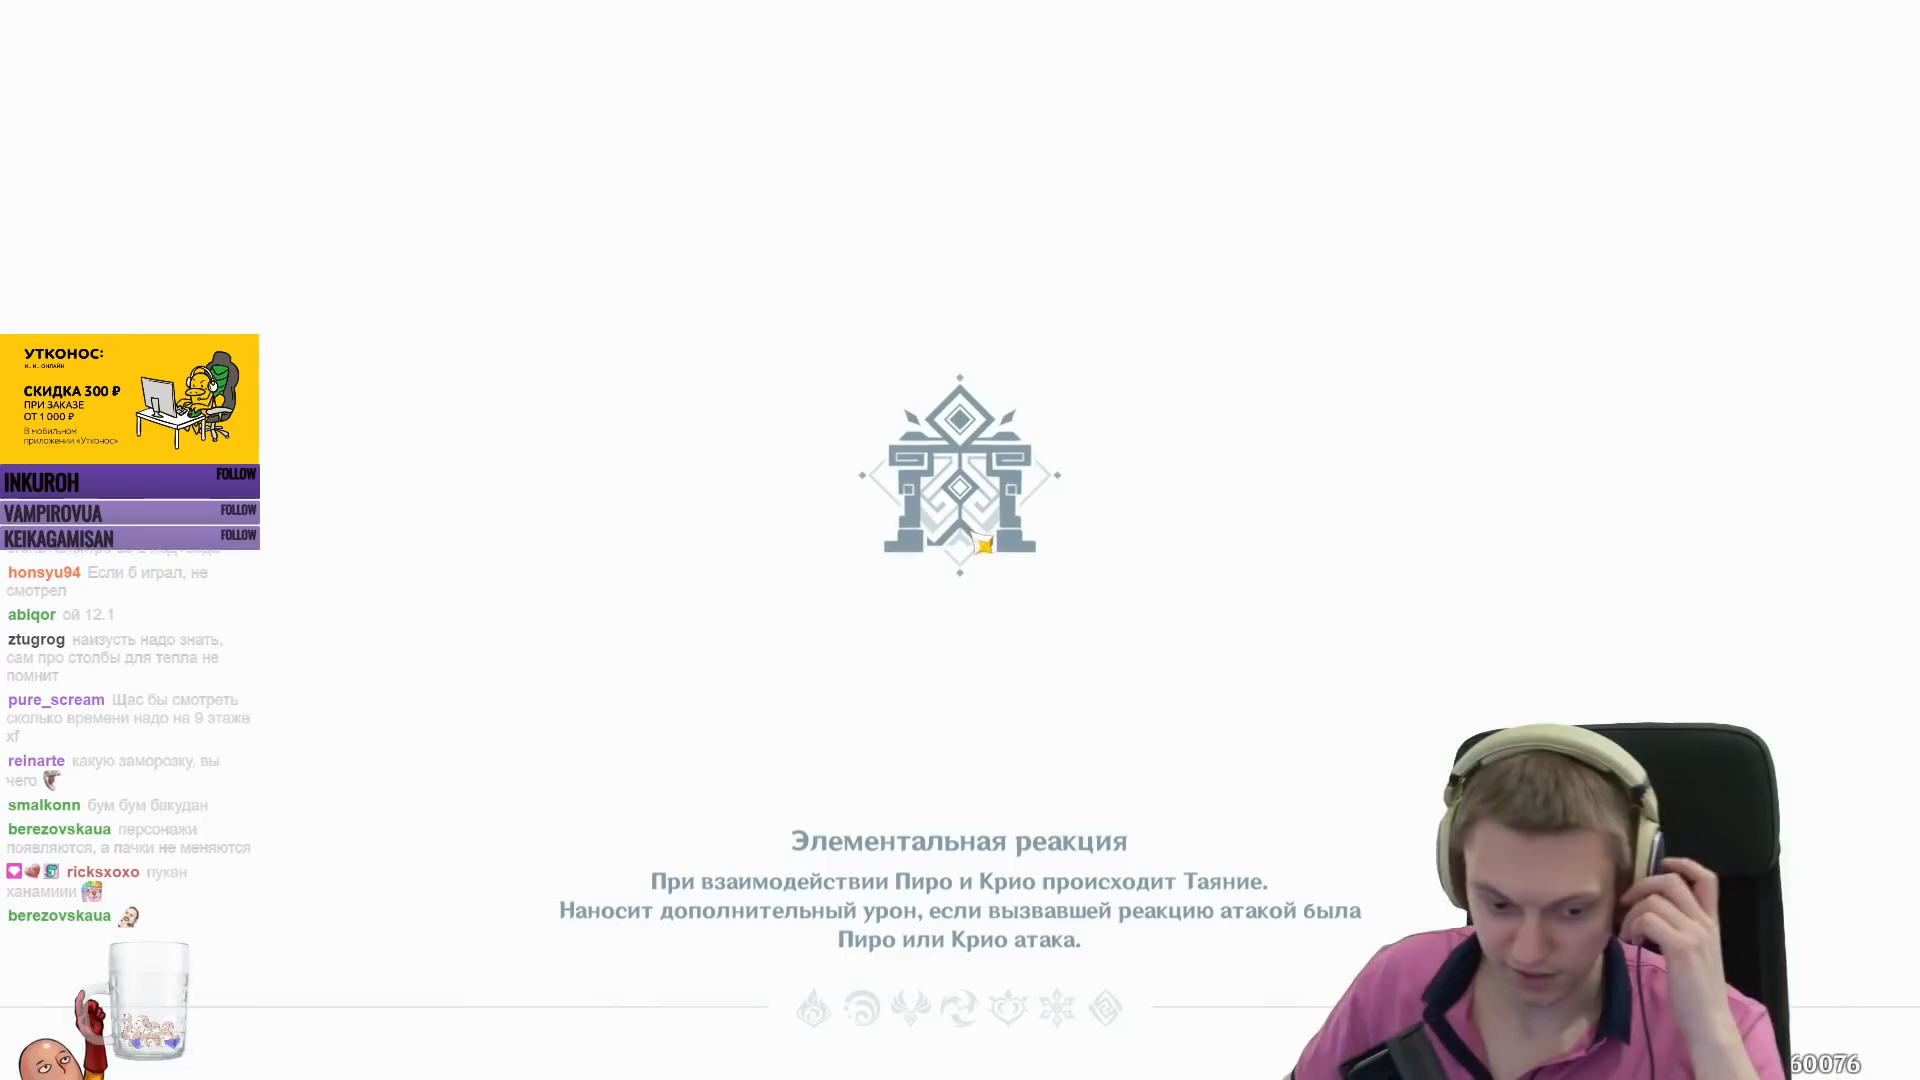 УТКОНОС:
И. И. ОНЛАЙН
СКИДКА 300 ₽
ПРИ ЗАКАЗЕ
ОТ 1 000 ₽
В мобильном
приложении «Утконос»
INKUROH FOLLOW
VAMPIROVUA FOLLOW
KEIKAGAMISAN FOLLOW
honsyu94 Если б играл, не
смотрел
abiqor ой 12.1
ztugrog наизусть надо знать,
сам про столбы для тепла не
помнит
pure_scream Щас бы смотреть
сколько времени надо на 9 этаже
xf
reinarte какую заморозку, вы
чего
smalkonn бум бум бакудан
berezovskaua персонажи
появляются, а пачки не меняются
ricksxoxo пукан
ханамиии
berezovskaua
Элементальная реакция
При взаимодействии Пиро и Крио происходит Таяние.
Наносит дополнительный урон, если вызвавшей реакцию атакой была
Пиро или Крио атака.
60076